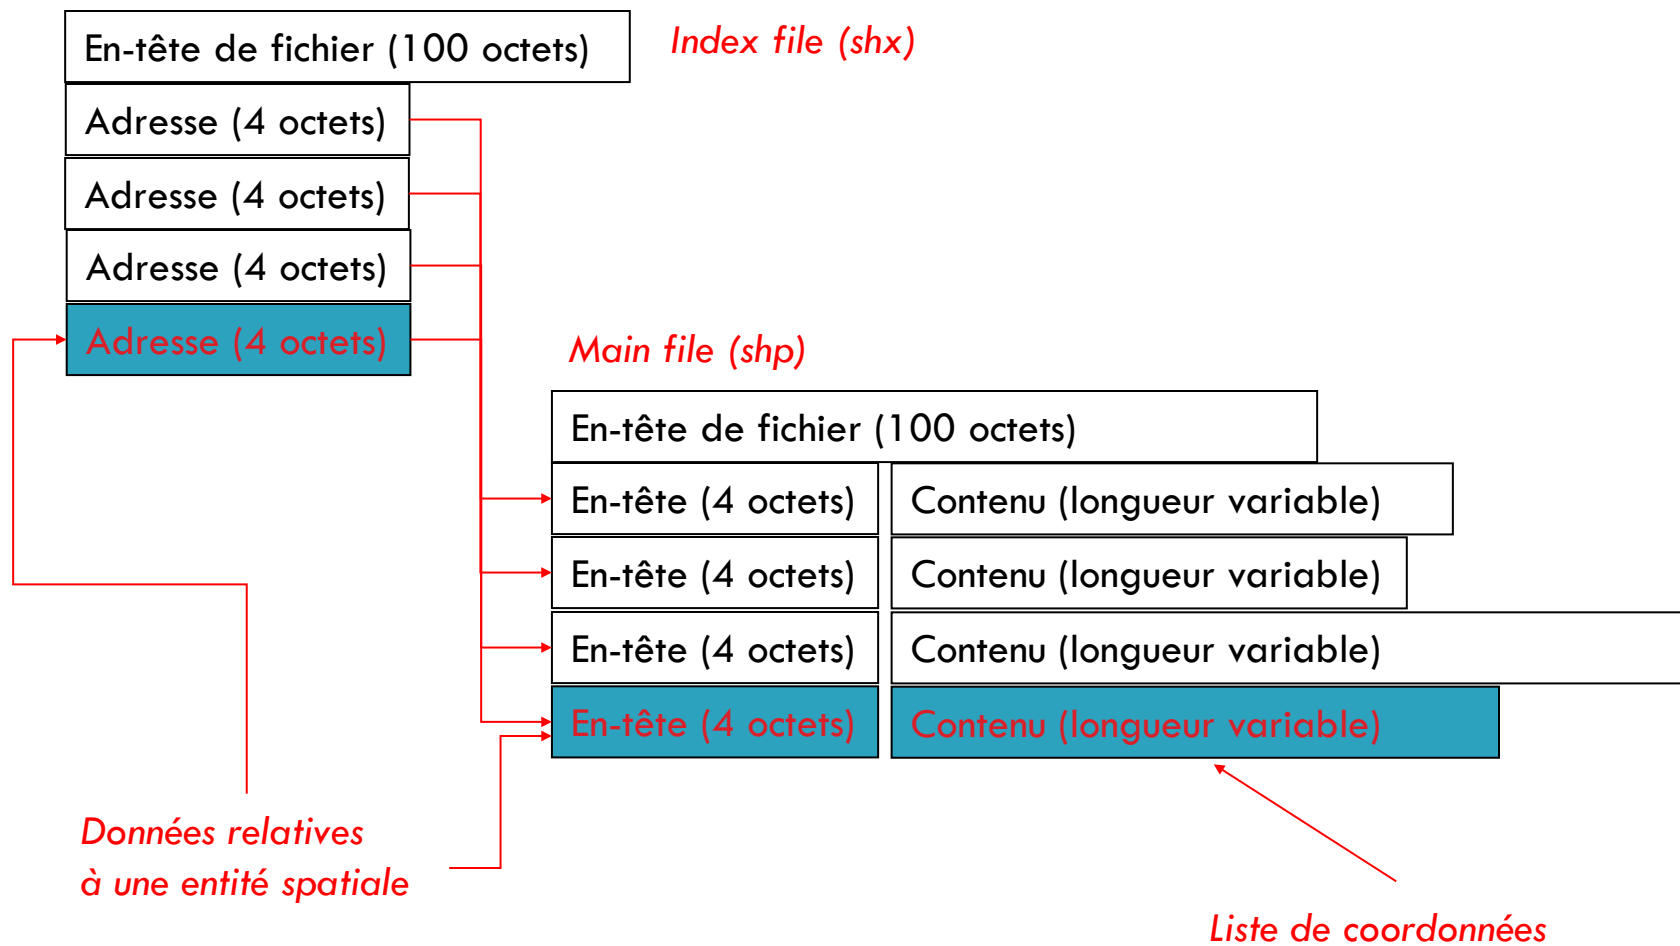 En-tête de fichier (100 octets)
Index file (shx)
Adresse (4 octets)
Adresse (4 octets)
Adresse (4 octets)
Adresse (4 octets)
Main file (shp)
En-tête de fichier (100 octets)
En-tête (4 octets) Contenu (longueur variable)
En-tête (4 octets) Contenu (longueur variable)
En-tête (4 octets) Contenu (longueur variable)
En-tête (4 octets) Contenu (longueur variable)
Données relatives
à une entité spatiale
Liste de coordonnées